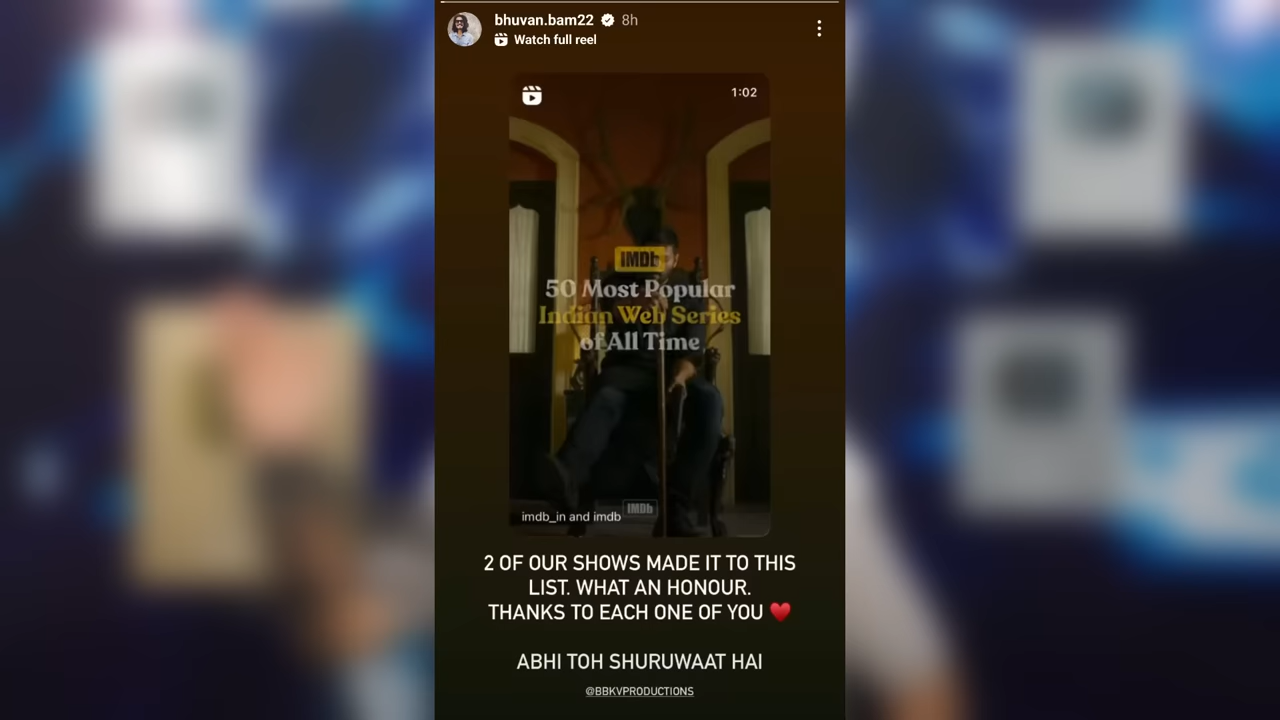 bhuvan.bam22 8h
Watch full reel
1:02
IMDb
50 Most Popular
Indian Web Series
of All Time
IMDb
imdb_in and imdb
2 OF OUR SHOWS MADE IT TO THIS
LIST. WHAT AN HONOUR.
THANKS TO EACH ONE OF YOU ❤️
ABHI TOH SHURUWAAT HAI
@BBKVPRODUCTIONS